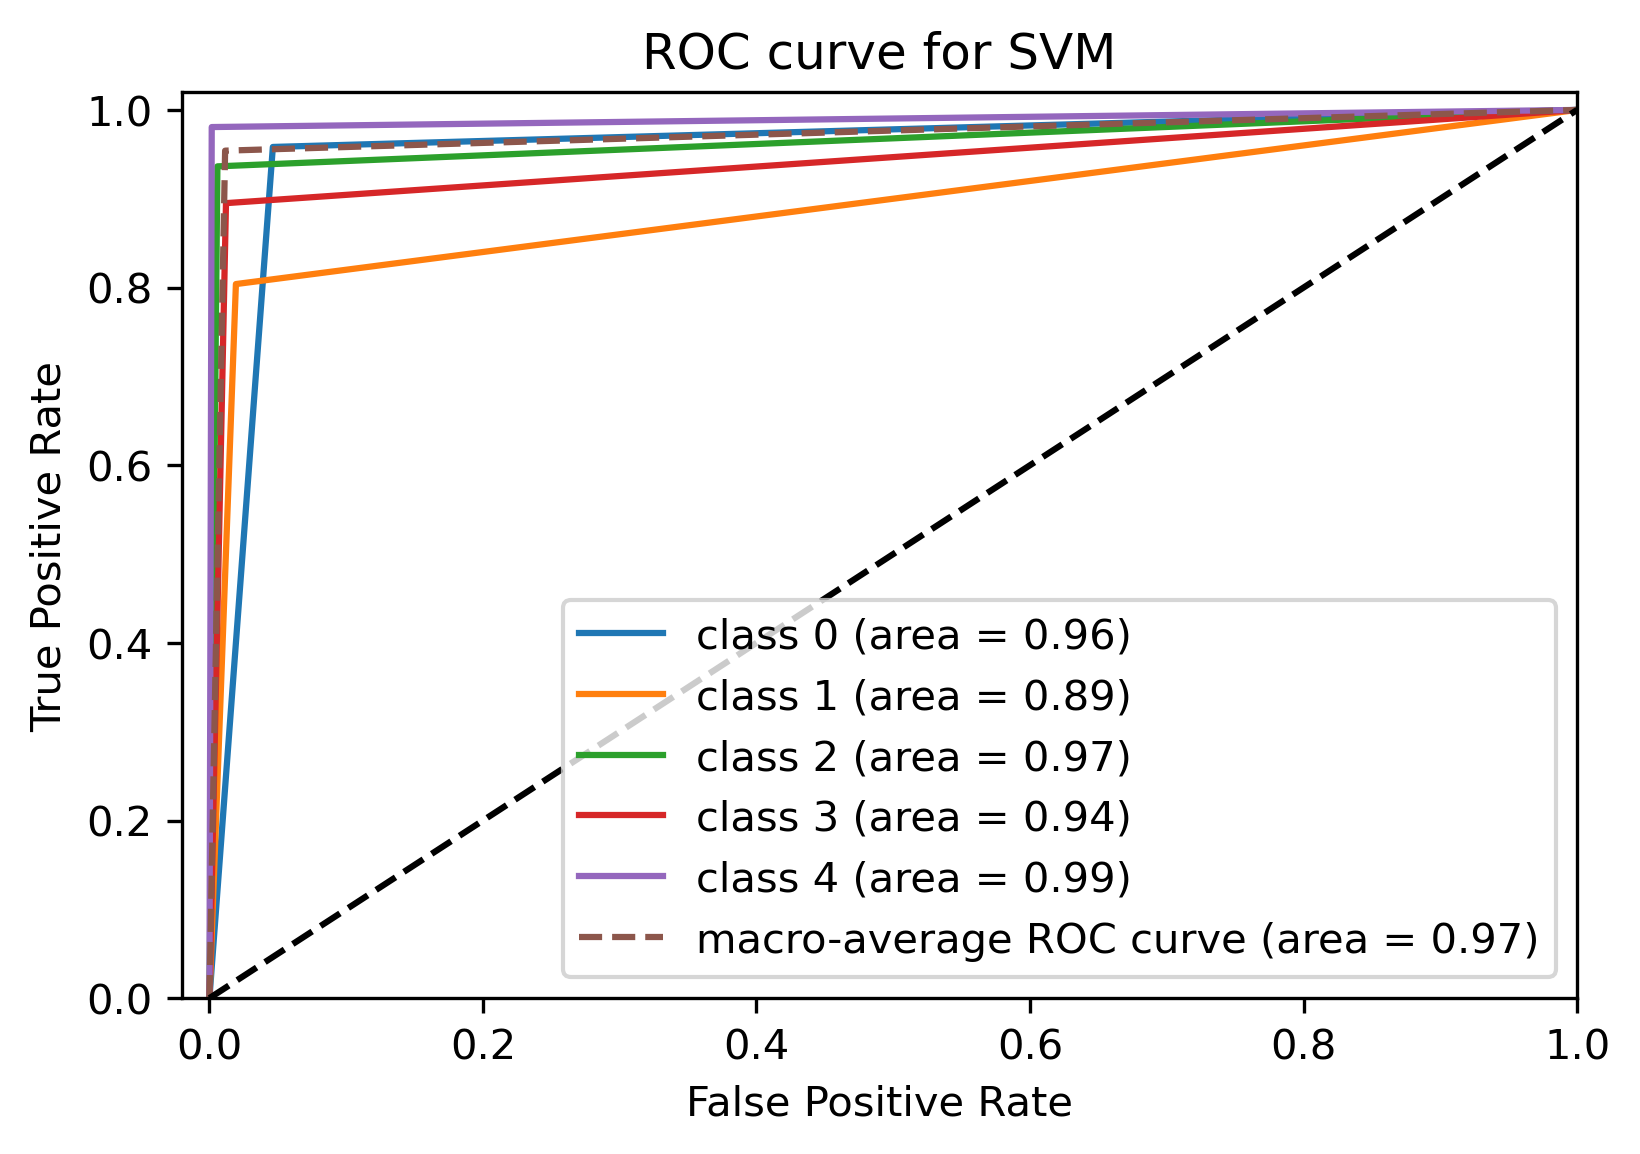 ROC curve for SVM
1.0
0.8
0.6
0.4
0.2
0.0
True Positive Rate
class 0 (area = 0.96)
class 1 (area = 0.89)
class 2 (area = 0.97)
class 3 (area = 0.94)
class 4 (area = 0.99)
macro-average ROC curve (area = 0.97)
0.0 0.2 0.4 0.6 0.8 1.0
False Positive Rate